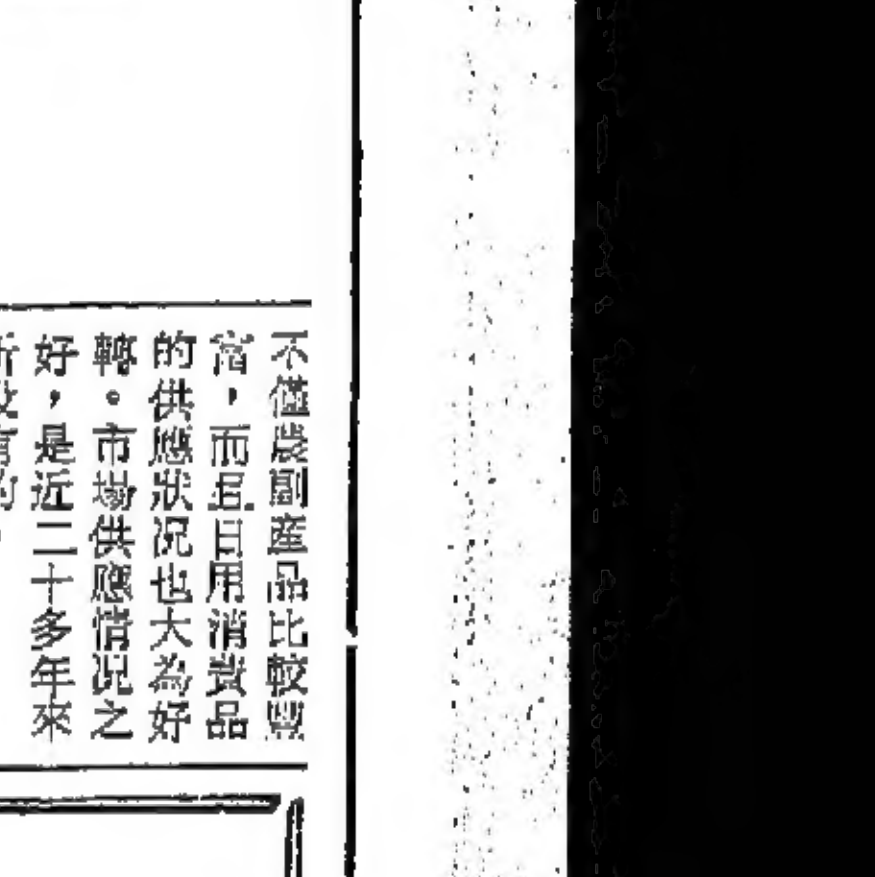 不僅農副產品比較豐
富，而且日用消費品
的供應狀況也大為好
轉。市場供應情況之
好，是近二十多年來